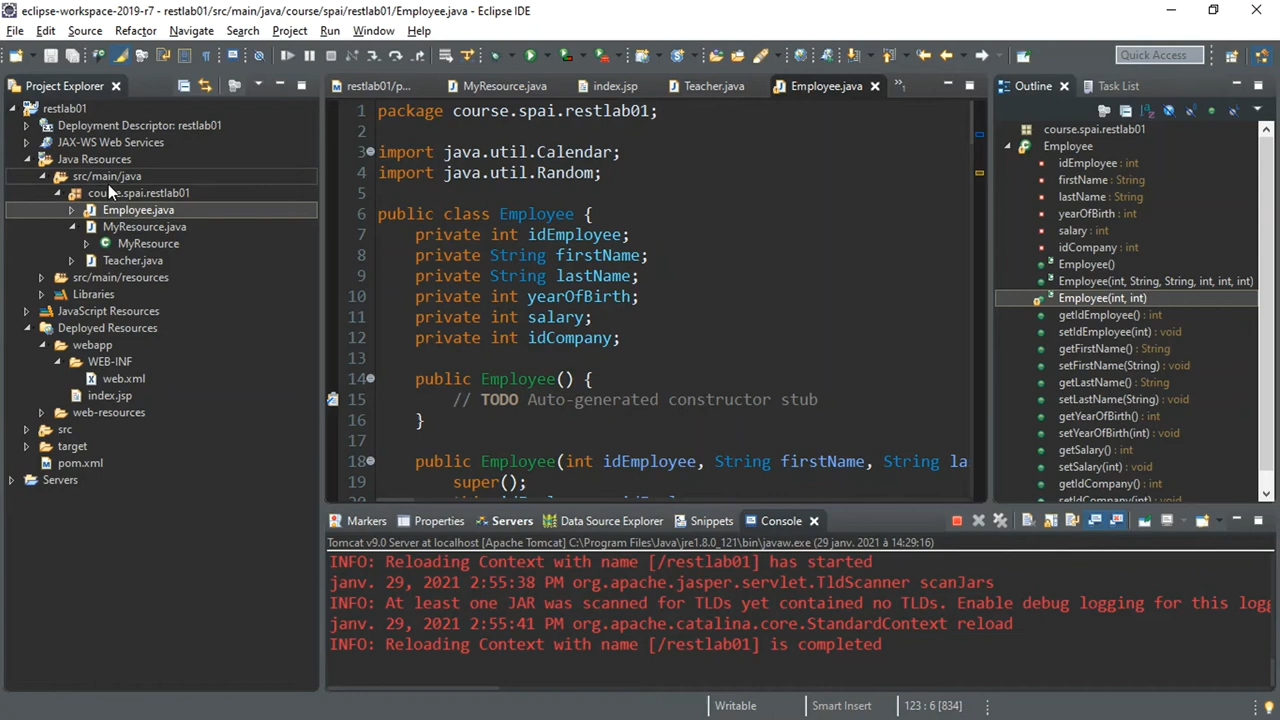 eclipse-workspace-2019-r7 - restlab01/src/main/java/course/spai/restlab01/Employee.java - Eclipse IDE
File Edit Source Refactor Navigate Search Project Run Window Help
Quick Access
Project Explorer
restlab01
Deployment Descriptor: restlab01
JAX-WS Web Services
Java Resources
src/main/java
course.spai.restlab01
Employee.java
MyResource.java
MyResource
Teacher.java
src/main/resources
Libraries
JavaScript Resources
Deployed Resources
webapp
WEB-INF
web.xml
index.jsp
web-resources
src
target
pom.xml
Servers
restlab01/p... MyResource.java index.jsp Teacher.java Employee.java »1
1 package course.spai.restlab01;
2
3 import java.util.Calendar;
4 import java.util.Random;
5
6 public class Employee {
7 private int idEmployee;
8 private String firstName;
9 private String lastName;
10 private int yearOfBirth;
11 private int salary;
12 private int idCompany;
13
14 public Employee() {
15 // TODO Auto-generated constructor stub
16 }
17
18 public Employee(int idEmployee, String firstName, String la
19 super();
Outline Task List
course.spai.restlab01
Employee
idEmployee : int
firstName : String
lastName : String
yearOfBirth : int
salary : int
idCompany : int
Employee()
Employee(int, String, String, int, int, int)
Employee(int, int)
getIdEmployee() : int
setIdEmployee(int) : void
getFirstName() : String
setFirstName(String) : void
getLastName() : String
setLastName(String) : void
getYearOfBirth() : int
setYearOfBirth(int) : void
getSalary() : int
setSalary(int) : void
getIdCompany() : int
setIdCompany(int) : void
Markers Properties Servers Data Source Explorer Snippets Console
Tomcat v9.0 Server at localhost [Apache Tomcat] C:\Program Files\Java\jre1.8.0_121\bin\javaw.exe (29 janv. 2021 à 14:29:16)
INFO: Reloading Context with name [/restlab01] has started
janv. 29, 2021 2:55:38 PM org.apache.jasper.servlet.TldScanner scanJars
INFO: At least one JAR was scanned for TLDs yet contained no TLDs. Enable debug logging for this logg
janv. 29, 2021 2:55:41 PM org.apache.catalina.core.StandardContext reload
INFO: Reloading Context with name [/restlab01] is completed
Writable Smart Insert 123 : 6 [834]